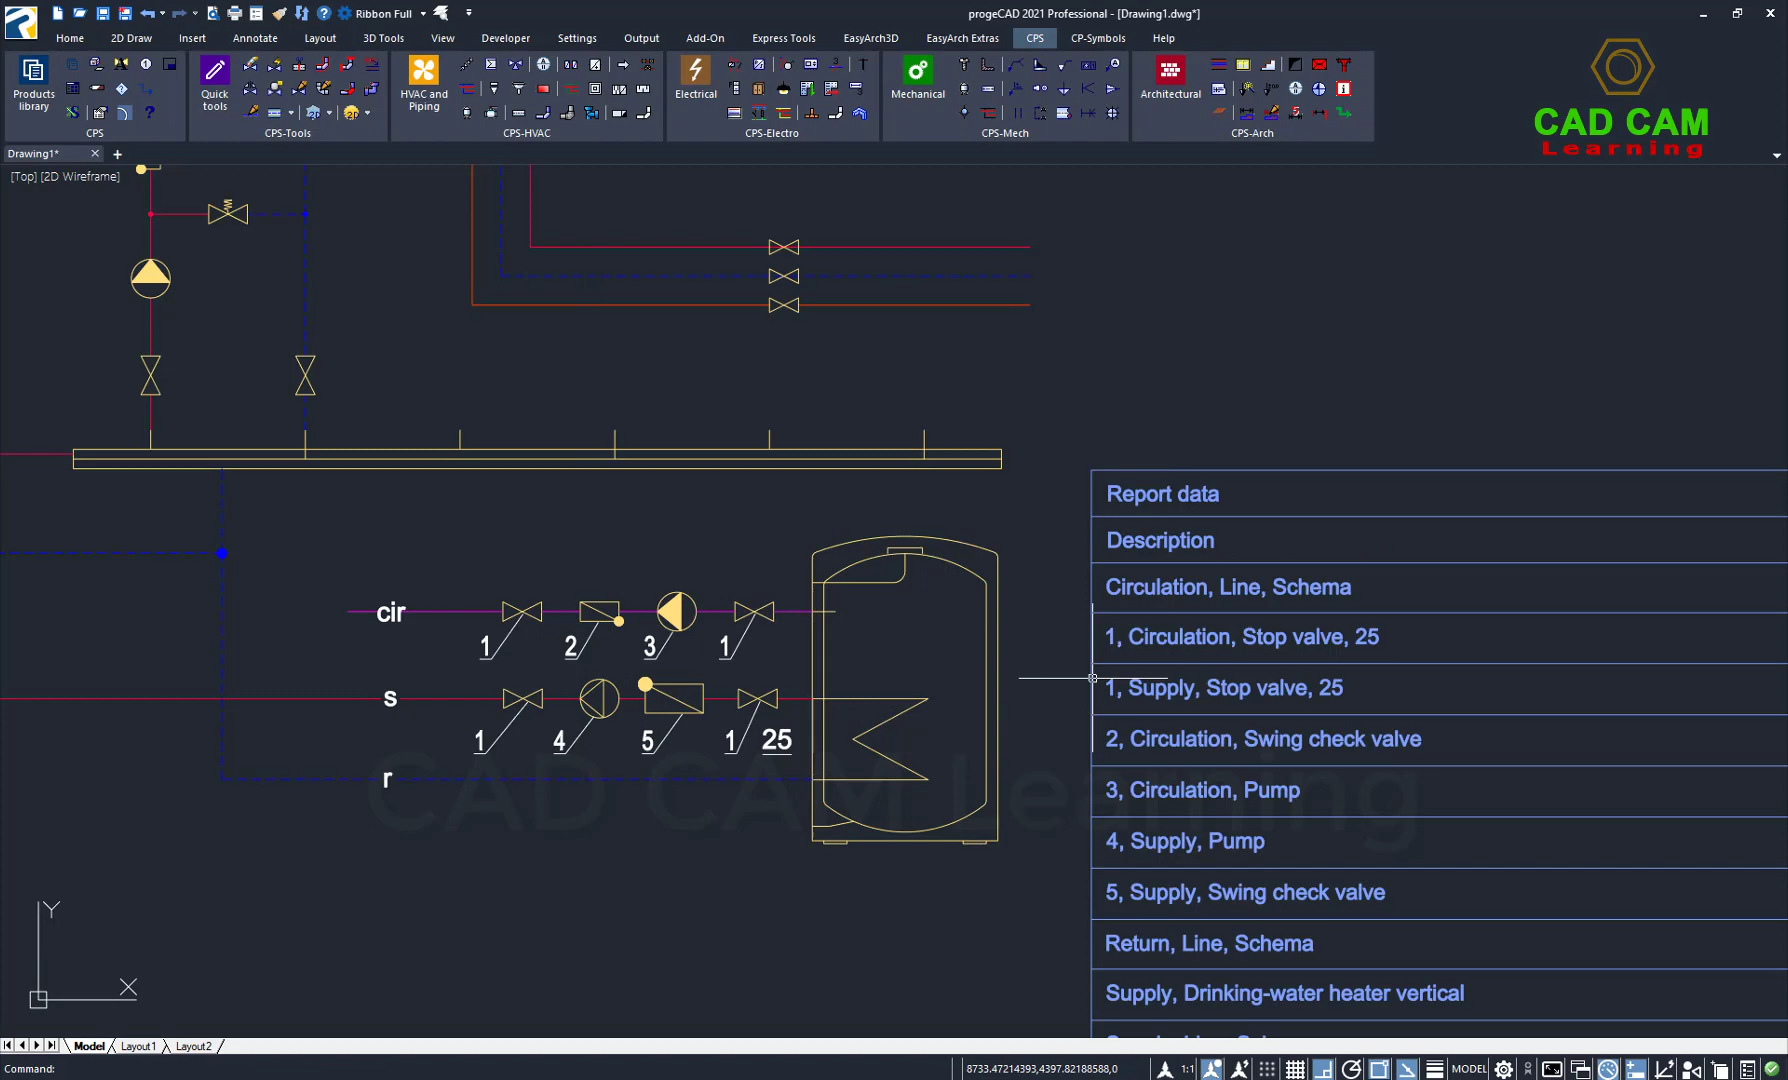 Ribbon Full
progeCAD 2021 Professional - [Drawing1.dwg*]
Home 2D Draw Insert Annotate Layout 3D Tools View Developer Settings Output Add-On Express Tools EasyArch3D EasyArch Extras CPS CP-Symbols Help
Products library
Quick tools
HVAC and Piping
Electrical
Mechanical
Architectural
CPS CPS-Tools CPS-HVAC CPS-Electro CPS-Mech CPS-Arch
CAD CAM
Learning
Drawing1*
[Top] [2D Wireframe]
Report data
Description
Circulation, Line, Schema
1, Circulation, Stop valve, 25
1, Supply, Stop valve, 25
2, Circulation, Swing check valve
3, Circulation, Pump
4, Supply, Pump
5, Supply, Swing check valve
Return, Line, Schema
Supply, Drinking-water heater vertical
cir
1 2 3 1
s
1 4 5 1 25
r
CAD CAM Learning
Y
X
Model Layout1 Layout2
Command:
8733.47214393,4397.82188588,0
1:1
MODEL